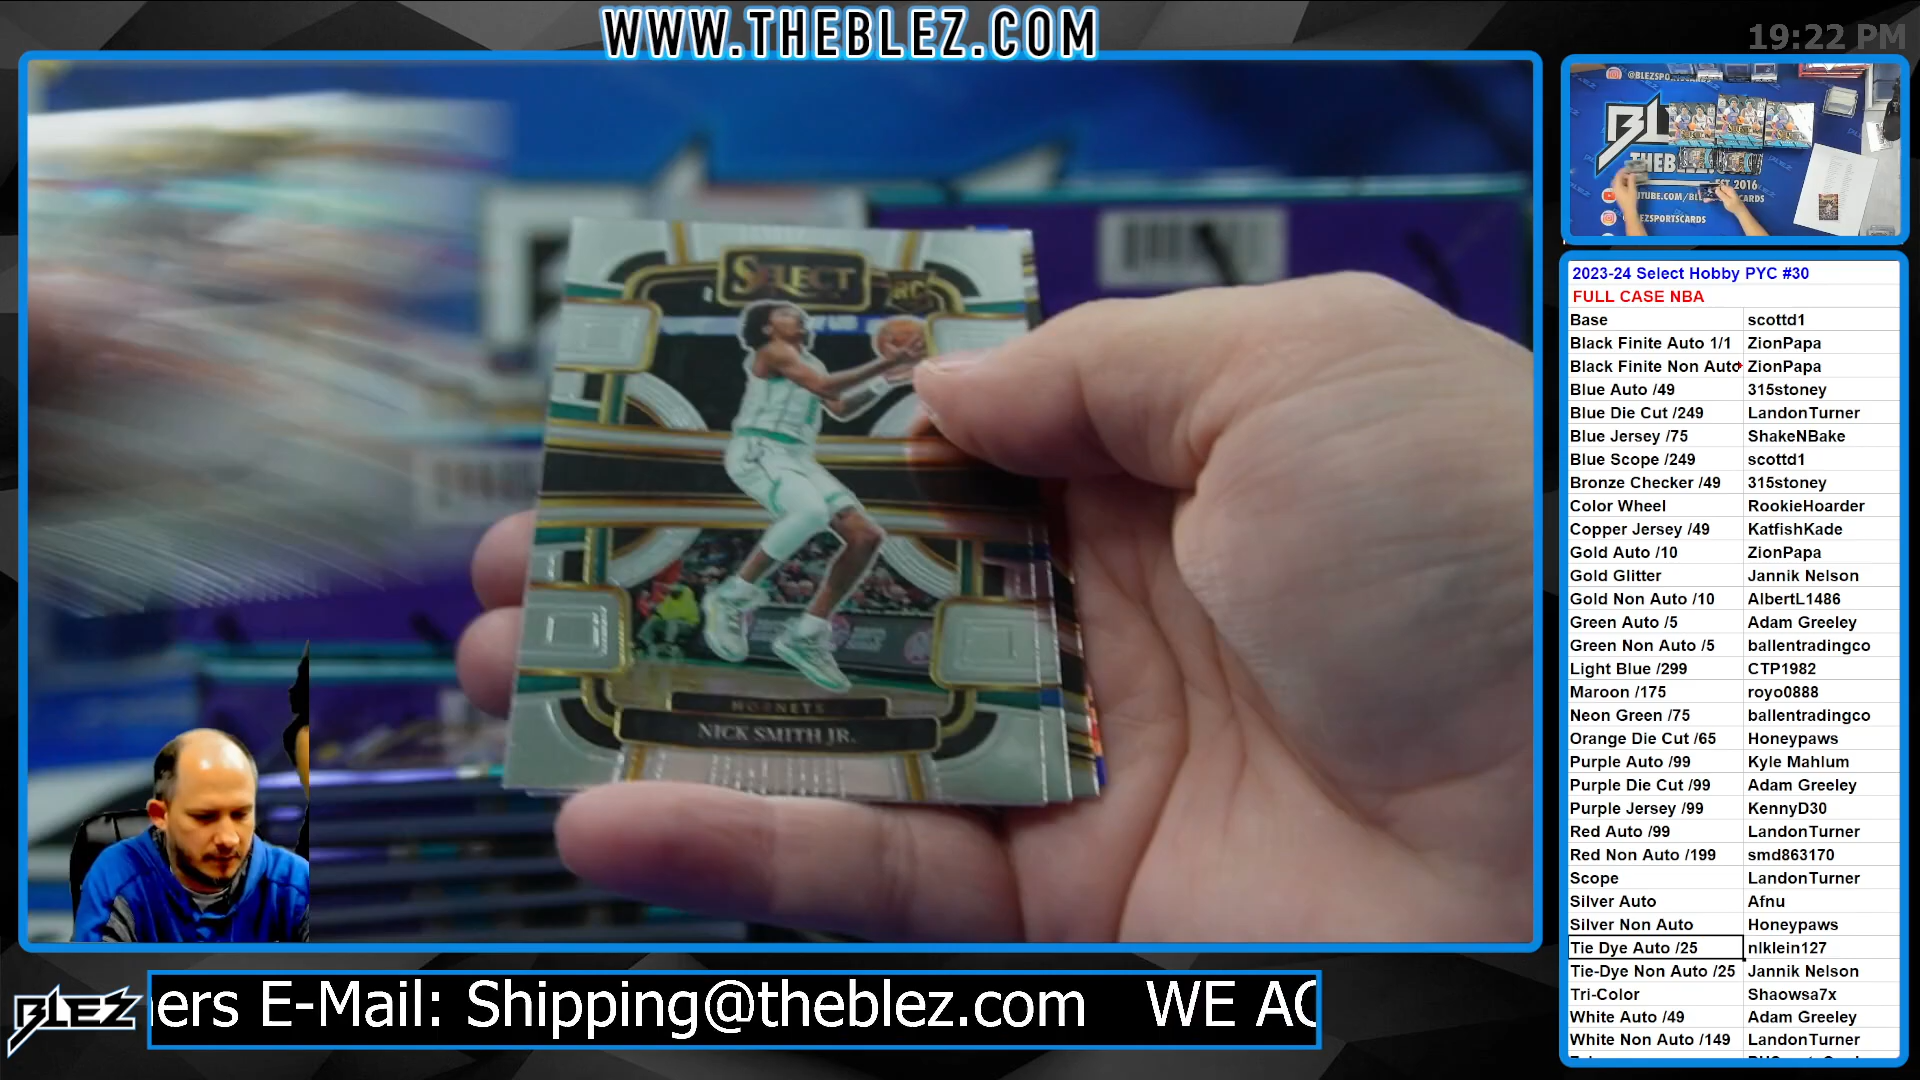 WWW.THEBLEZ.COM
19:22 PM
SELECT
RC
HORNETS
NICK SMITH JR.
@BLEZSPO
BL
THEB
EST. 2016
@BLEZSPORTSCARDS
2023-24 Select Hobby PYC #30
FULL CASE NBA
Base scottd1
Black Finite Auto 1/1 ZionPapa
Black Finite Non Auto ZionPapa
Blue Auto /49 315stoney
Blue Die Cut /249 LandonTurner
Blue Jersey /75 ShakeNBake
Blue Scope /249 scottd1
Bronze Checker /49 315stoney
Color Wheel RookieHoarder
Copper Jersey /49 KatfishKade
Gold Auto /10 ZionPapa
Gold Glitter Jannik Nelson
Gold Non Auto /10 AlbertL1486
Green Auto /5 Adam Greeley
Green Non Auto /5 ballentradingco
Light Blue /299 CTP1982
Maroon /175 royo0888
Neon Green /75 ballentradingco
Orange Die Cut /65 Honeypaws
Purple Auto /99 Kyle Mahlum
Purple Die Cut /99 Adam Greeley
Purple Jersey /99 KennyD30
Red Auto /99 LandonTurner
Red Non Auto /199 smd863170
Scope LandonTurner
Silver Auto Afnu
Silver Non Auto Honeypaws
Tie Dye Auto /25 nlklein127
Tie-Dye Non Auto /25 Jannik Nelson
Tri-Color Shaowsa7x
White Auto /49 Adam Greeley
White Non Auto /149 LandonTurner
BLEZ
ers E-Mail: Shipping@theblez.com WE AC